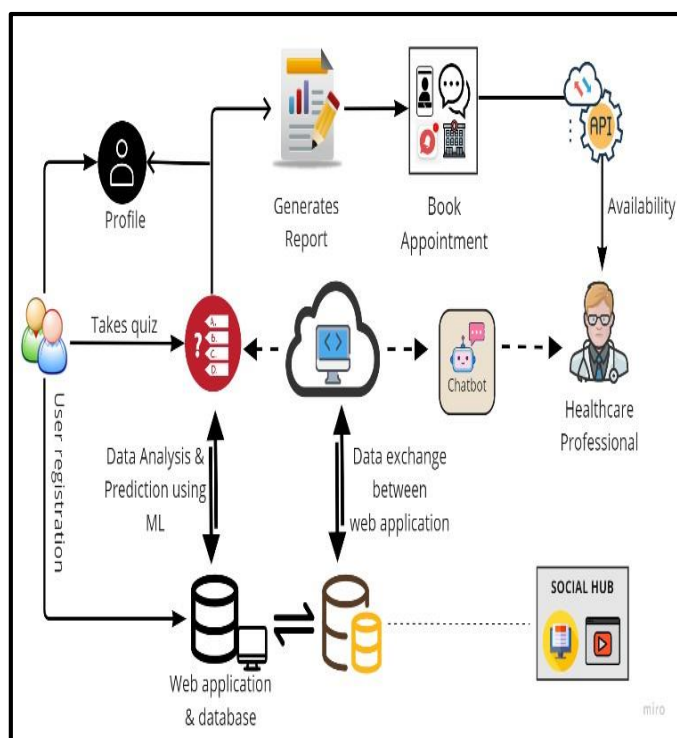 Profile
Generates
Report
Book
Appointment
API
Availability
Takes quiz
?
A.
B.
C.
D.
Chatbot
Healthcare
Professional
User registration
Data Analysis &
Prediction using
ML
Data exchange
between
web application
SOCIAL HUB
Web application
& database
miro